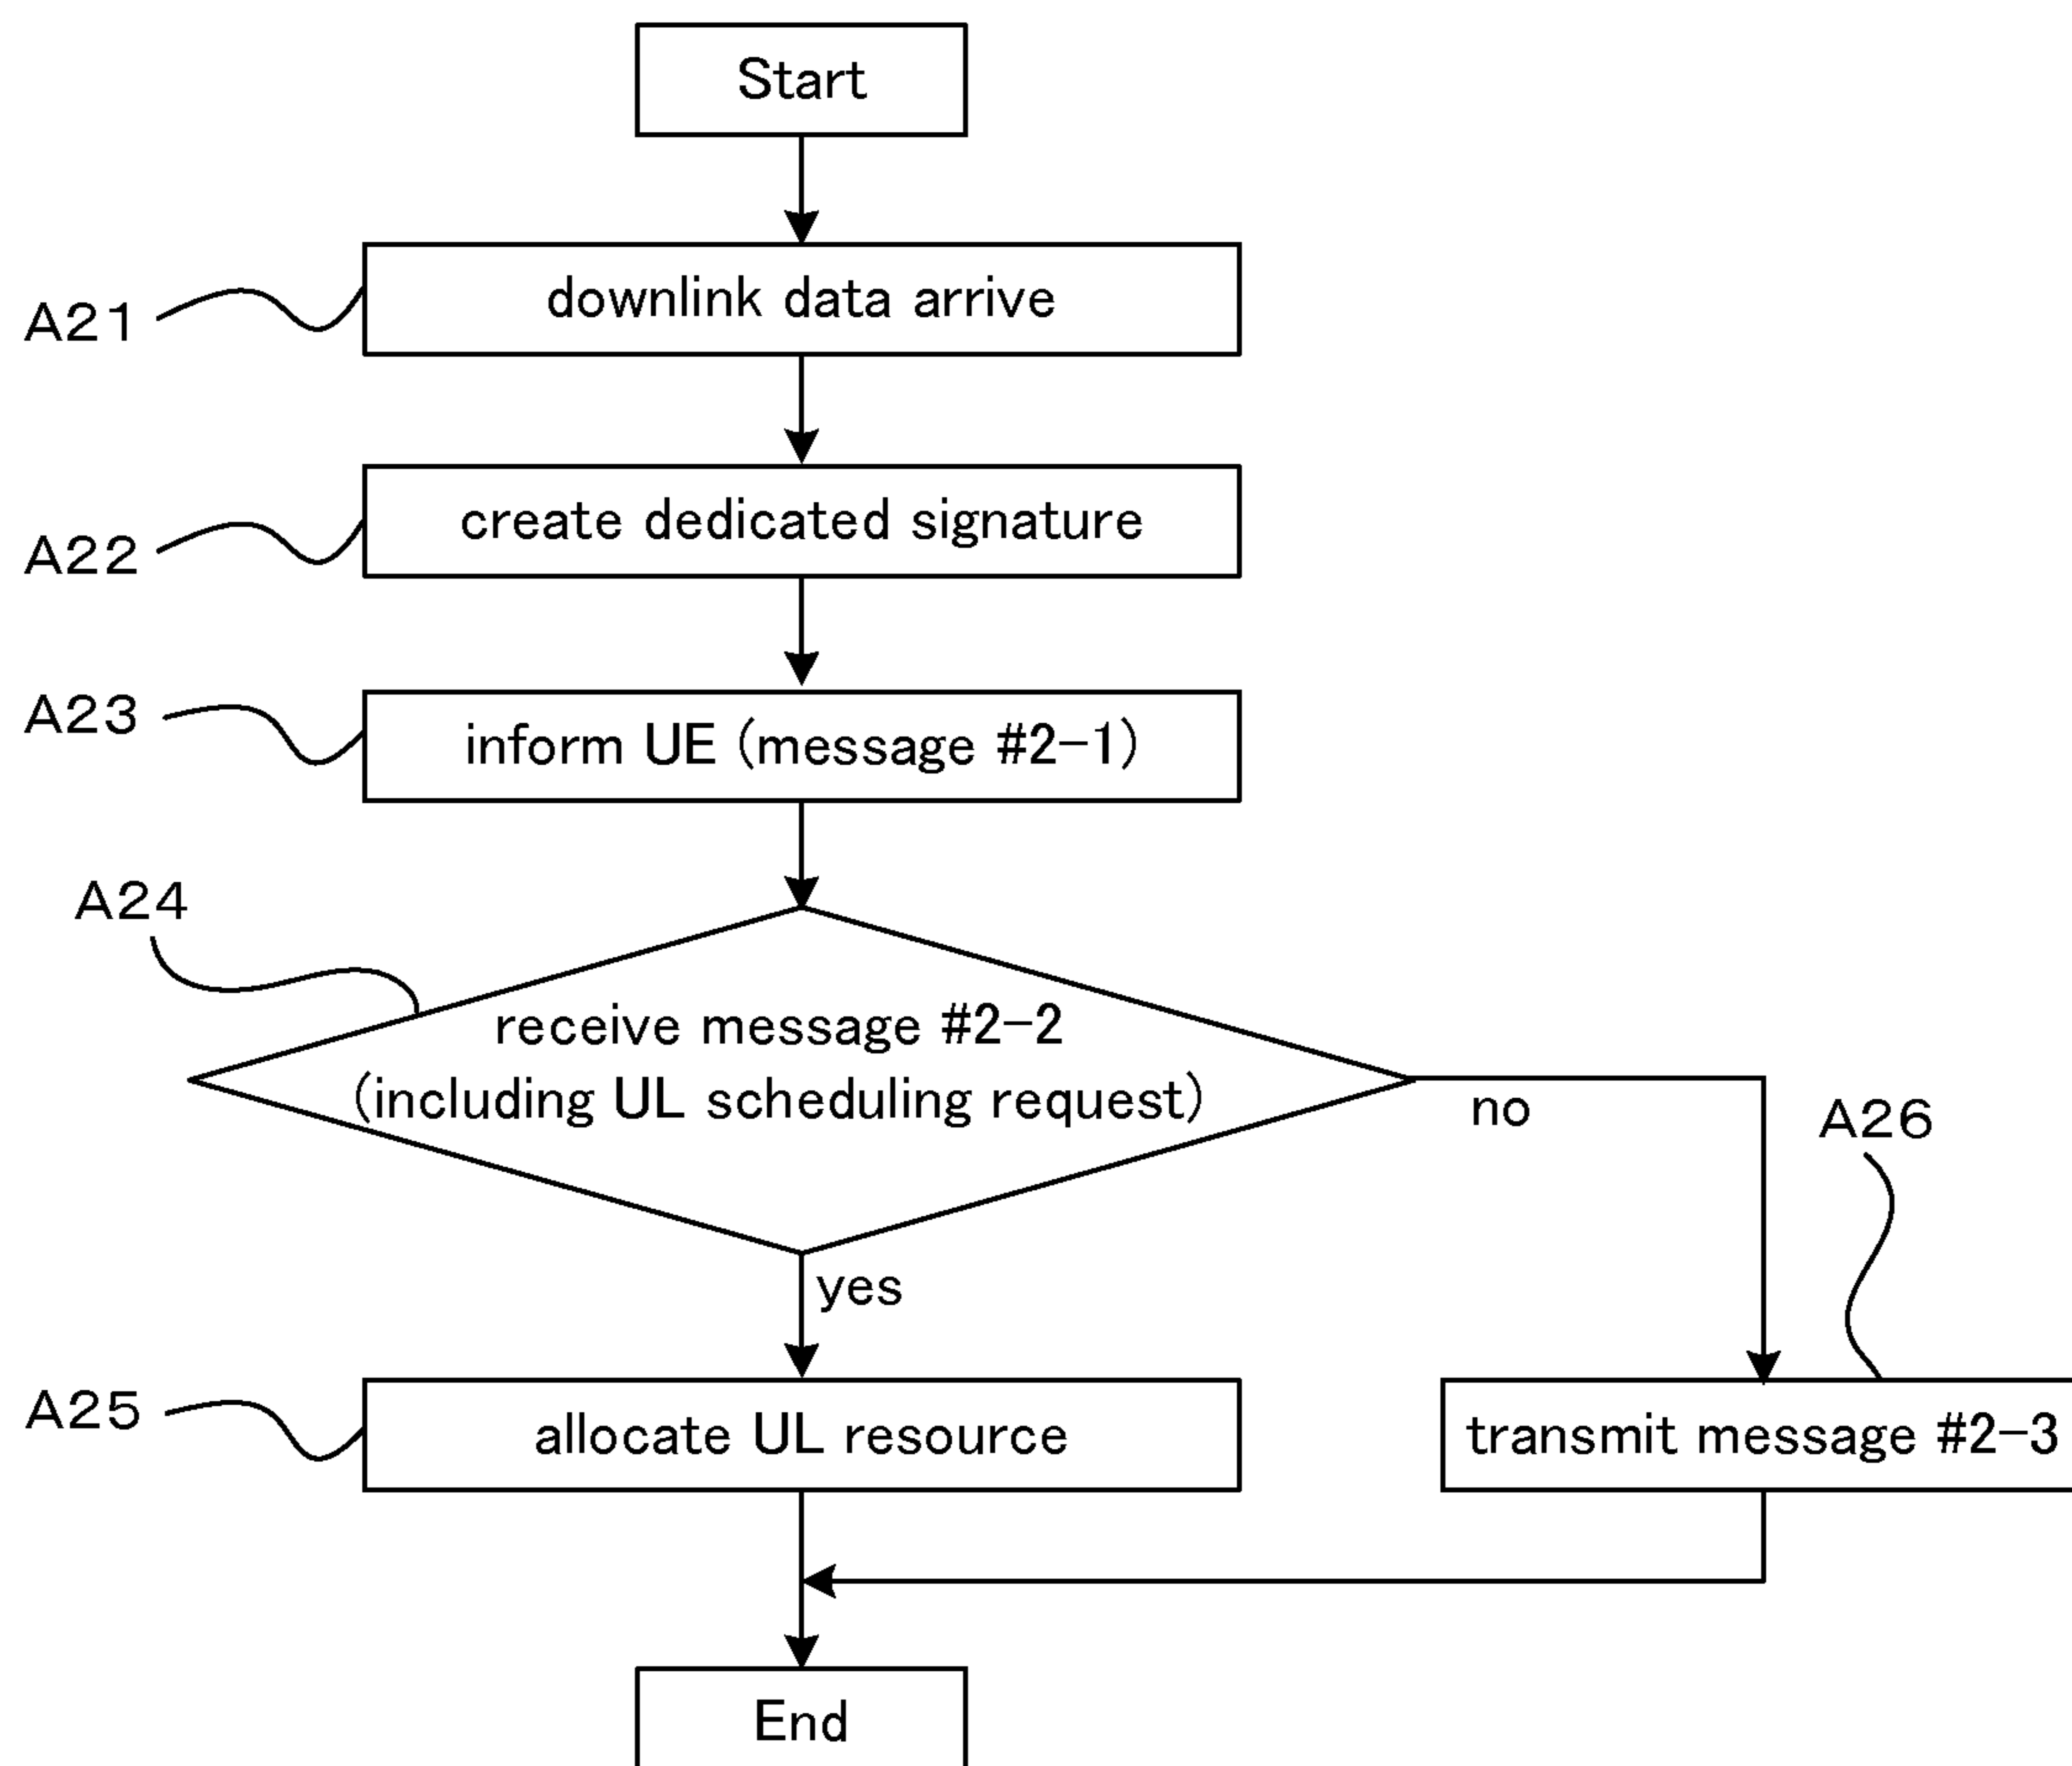 Start
A21
downlink data arrive
A22
create dedicated signature
A23
inform UE (message #2-1)
A24
receive message #2-2
(including UL scheduling request)
no
A26
yes
A25
allocate UL resource
transmit message #2-3
End